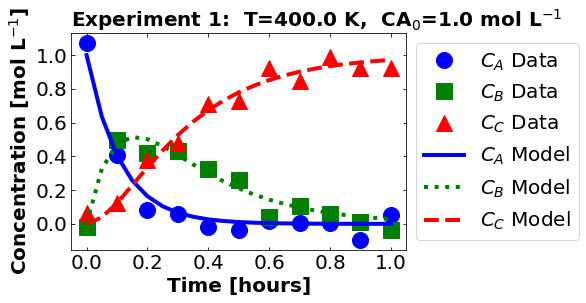 Experiment 1:  T=400.0 K,  CA₀=1.0 mol L⁻¹
Concentration [mol L⁻¹]
1.0
0.8
0.6
0.4
0.2
0.0
0.0 0.2 0.4 0.6 0.8 1.0
Time [hours]
C_A Data
C_B Data
C_C Data
C_A Model
C_B Model
C_C Model